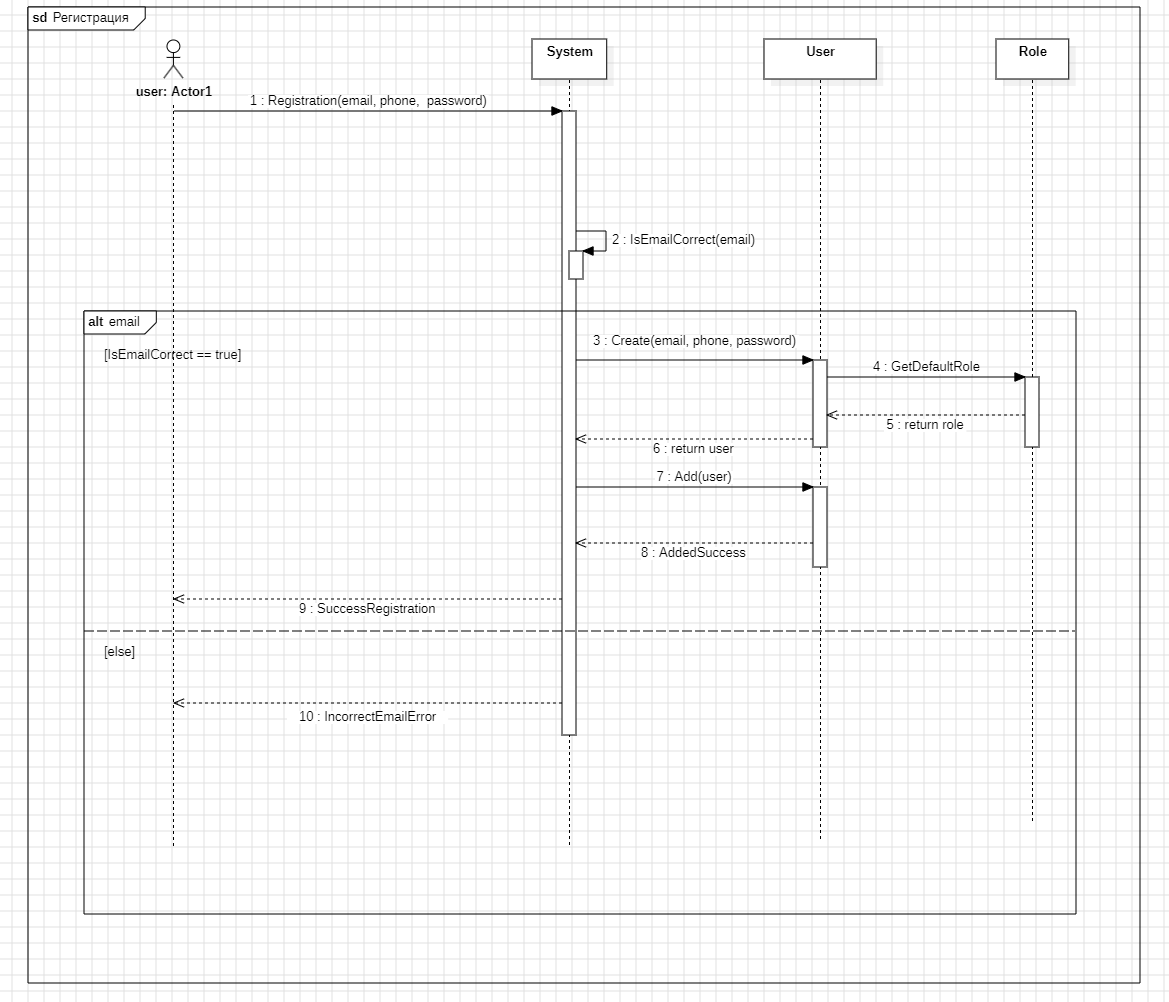 sd Регистрация
System
User
Role
user: Actor1
1 : Registration(email, phone,  password)
2 : IsEmailCorrect(email)
alt email
[IsEmailCorrect == true]
3 : Create(email, phone, password)
4 : GetDefaultRole
5 : return role
6 : return user
7 : Add(user)
8 : AddedSuccess
9 : SuccessRegistration
[else]
10 : IncorrectEmailError